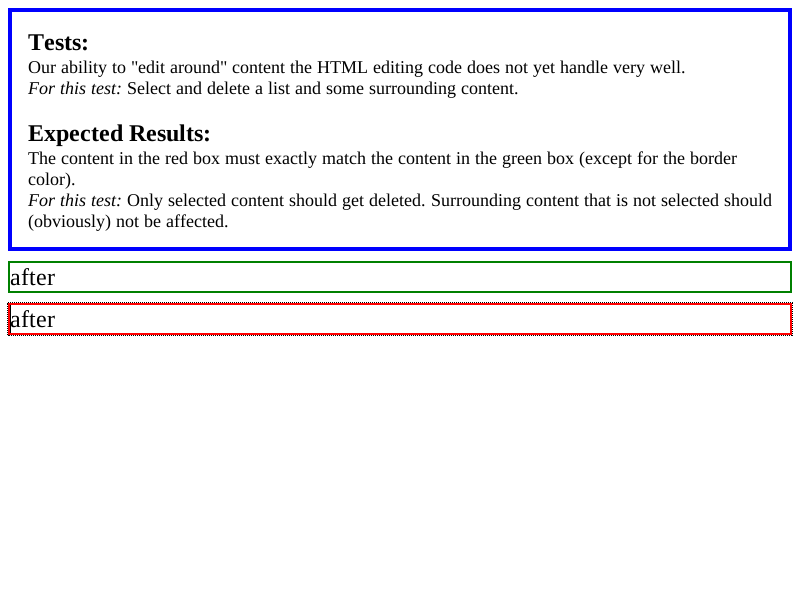 Tests:
Our ability to "edit around" content the HTML editing code does not yet handle very well.
For this test: Select and delete a list and some surrounding content.
Expected Results:
The content in the red box must exactly match the content in the green box (except for the border
color).
For this test: Only selected content should get deleted. Surrounding content that is not selected should
(obviously) not be affected.
after
after